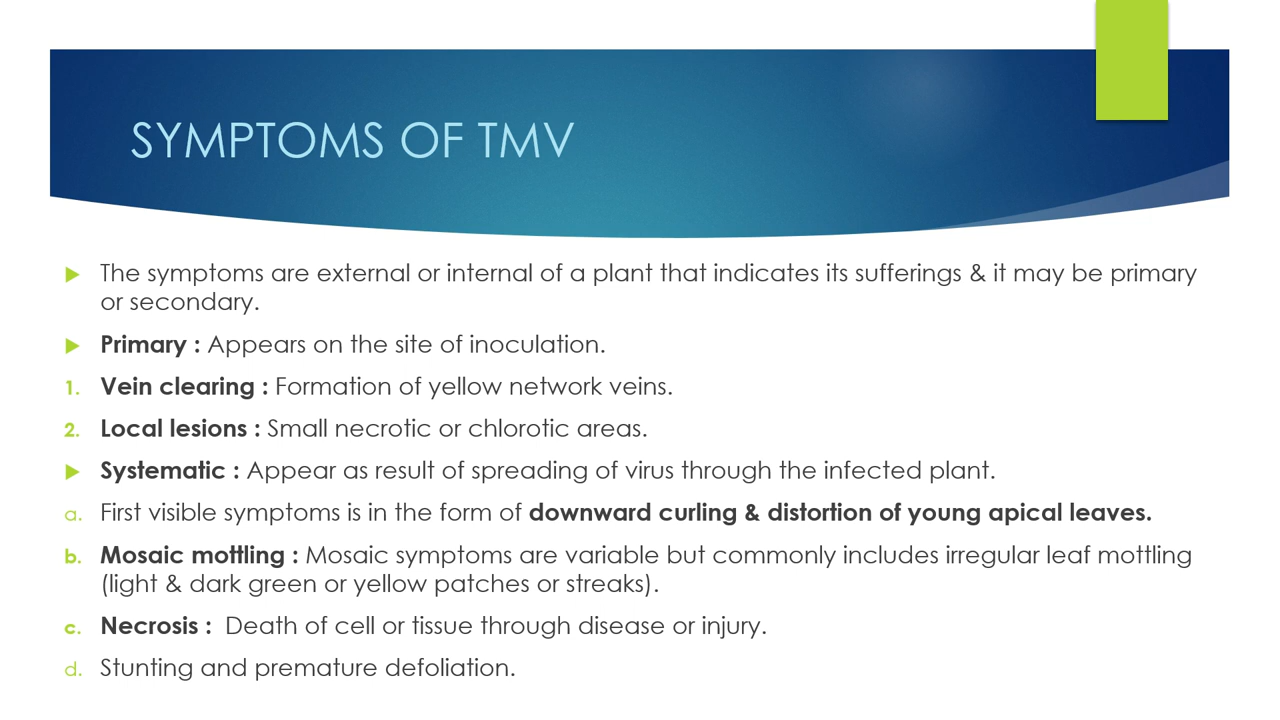 SYMPTOMS OF TMV
The symptoms are external or internal of a plant that indicates its sufferings & it may be primary
or secondary.
Primary : Appears on the site of inoculation.
1. Vein clearing : Formation of yellow network veins.
2. Local lesions : Small necrotic or chlorotic areas.
Systematic : Appear as result of spreading of virus through the infected plant.
a. First visible symptoms is in the form of downward curling & distortion of young apical leaves.
b. Mosaic mottling : Mosaic symptoms are variable but commonly includes irregular leaf mottling
(light & dark green or yellow patches or streaks).
c. Necrosis :  Death of cell or tissue through disease or injury.
d. Stunting and premature defoliation.